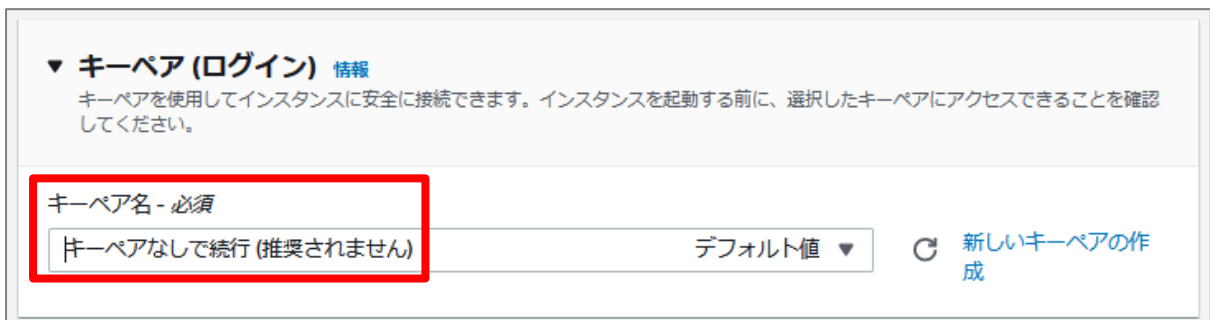 ▼ キーペア (ログイン) 情報
キーペアを使用してインスタンスに安全に接続できます。インスタンスを起動する前に、選択したキーペアにアクセスできることを確認
してください。
キーペア名 - 必須
キーペアなしで続行 (推奨されません) デフォルト値 ▼ 新しいキーペアの作
成